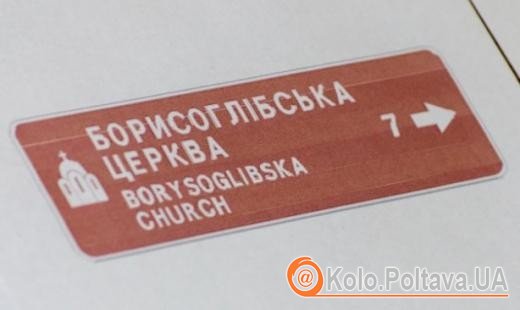 БОРИСОГЛІБСЬКА
ЦЕРКВА
BORYSOGLIBSKA
CHURCH
7
@Kolo.Poltava.UA